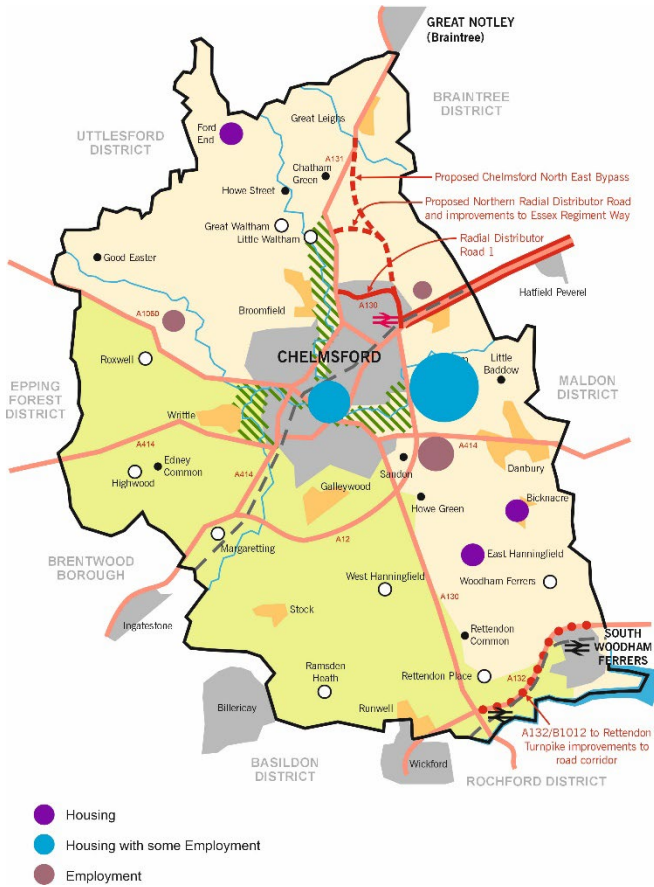 GREAT NOTLEY
(Braintree)
BRAINTREE
DISTRICT
UTTLESFORD
DISTRICT
Ford
End
Great Leighs
A131
Chatham
Green
Proposed Chelmsford North East Bypass
Howe Street
Proposed Northern Radial Distributor Road
and improvements to Essex Regiment Way
Great Waltham
Little Waltham
Radial Distributor
Road 1
Good Easter
Hatfield Peverel
Broomfield
A130
A1060
CHELMSFORD
Roxwell
Little
Baddow
EPPING
FOREST
DISTRICT
MALDON
DISTRICT
Writtle
A414
A414
Edney
Common
Sandon
Danbury
A414
Highwood
Galleywood
Howe Green
Bicknacre
A12
Margaretting
East Hanningfield
BRENTWOOD
BOROUGH
West Hanningfield
Woodham Ferrers
A130
Ingatestone
Stock
Rettendon
Common
SOUTH
WOODHAM
FERRERS
Ramsden
Heath
Rettendon Place
A132
Billericay
Runwell
A132/B1012 to Rettendon
Turnpike improvements to
road corridor
BASILDON
DISTRICT
Wickford
ROCHFORD DISTRICT
Housing
Housing with some Employment
Employment